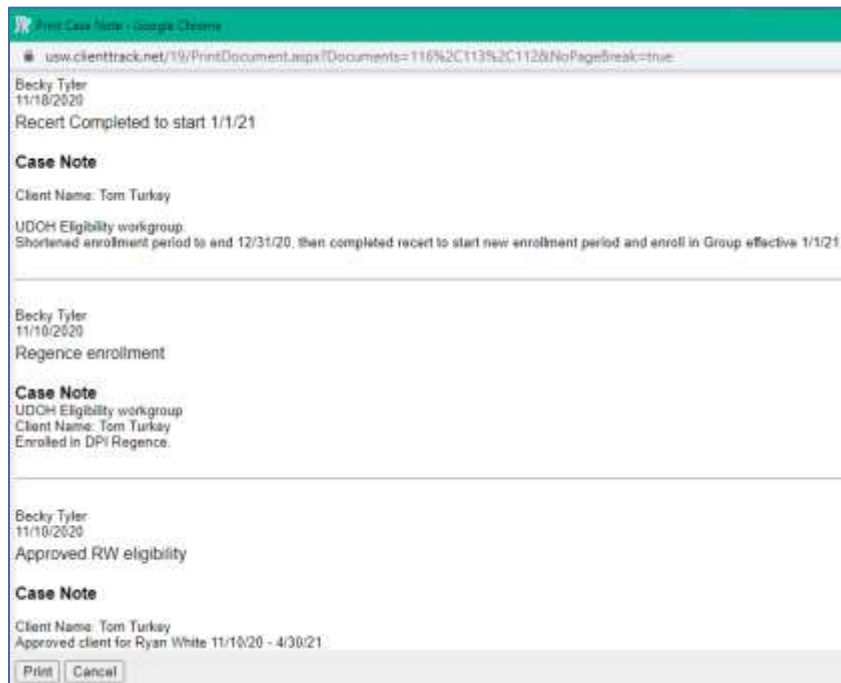 Print Case Note - Google Chrome
usw.clienttrack.net/19/PrintDocument.aspx?Documents=116%2C113%2C112&NoPageBreak=true
Becky Tyler
11/18/2020
Recert Completed to start 1/1/21
Case Note
Client Name: Tom Turkey
UDOH Eligibility workgroup.
Shortened enrollment period to end 12/31/20, then completed recert to start new enrollment period and enroll in Group effective 1/1/21
Becky Tyler
11/10/2020
Regence enrollment
Case Note
UDOH Eligibility workgroup
Client Name: Tom Turkey
Enrolled in DPI Regence.
Becky Tyler
11/10/2020
Approved RW eligibility
Case Note
Client Name: Tom Turkey
Approved client for Ryan White 11/10/20 - 4/30/21
Print Cancel